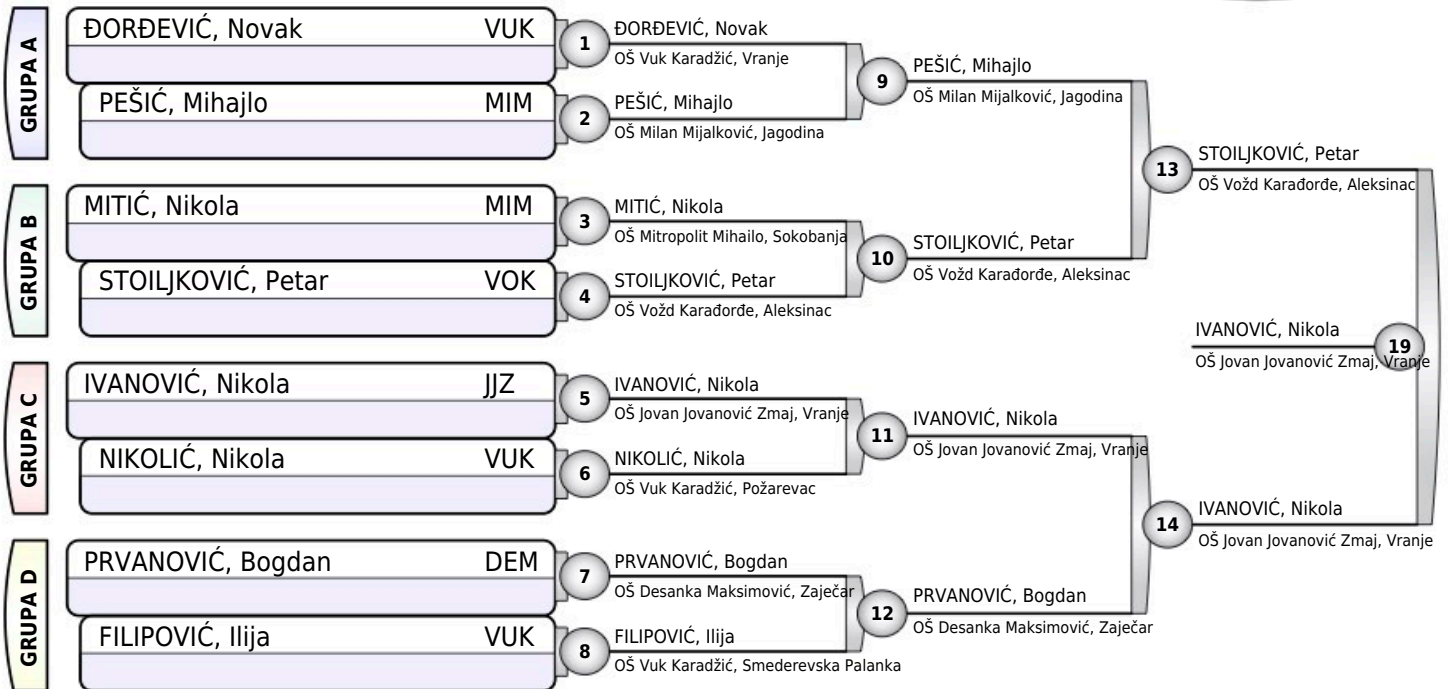 GRUPA A
ĐORĐEVIĆ, Novak VUK
PEŠIĆ, Mihajlo MIM
1
ĐORĐEVIĆ, Novak
OŠ Vuk Karadžić, Vranje
2
PEŠIĆ, Mihajlo
OŠ Milan Mijalković, Jagodina
9
PEŠIĆ, Mihajlo
OŠ Milan Mijalković, Jagodina
GRUPA B
MITIĆ, Nikola MIM
STOILJKOVIĆ, Petar VOK
3
MITIĆ, Nikola
OŠ Mitropolit Mihailo, Sokobanja
4
STOILJKOVIĆ, Petar
OŠ Vožd Karađorđe, Aleksinac
10
STOILJKOVIĆ, Petar
OŠ Vožd Karađorđe, Aleksinac
13
STOILJKOVIĆ, Petar
OŠ Vožd Karađorđe, Aleksinac
GRUPA C
IVANOVIĆ, Nikola JJZ
NIKOLIĆ, Nikola VUK
5
IVANOVIĆ, Nikola
OŠ Jovan Jovanović Zmaj, Vranje
6
NIKOLIĆ, Nikola
OŠ Vuk Karadžić, Požarevac
11
IVANOVIĆ, Nikola
OŠ Jovan Jovanović Zmaj, Vranje
GRUPA D
PRVANOVIĆ, Bogdan DEM
FILIPOVIĆ, Ilija VUK
7
PRVANOVIĆ, Bogdan
OŠ Desanka Maksimović, Zaječar
8
FILIPOVIĆ, Ilija
OŠ Vuk Karadžić, Smederevska Palanka
12
PRVANOVIĆ, Bogdan
OŠ Desanka Maksimović, Zaječar
14
IVANOVIĆ, Nikola
OŠ Jovan Jovanović Zmaj, Vranje
19
IVANOVIĆ, Nikola
OŠ Jovan Jovanović Zmaj, Vranje